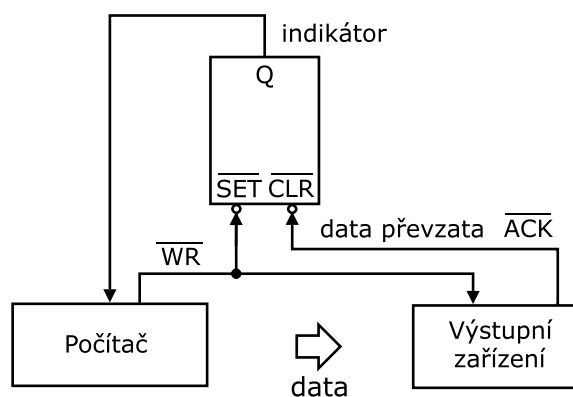 indikátor
Q
SET CLR
data převzata ACK
WR
Počítač
data
Výstupní
zařízení